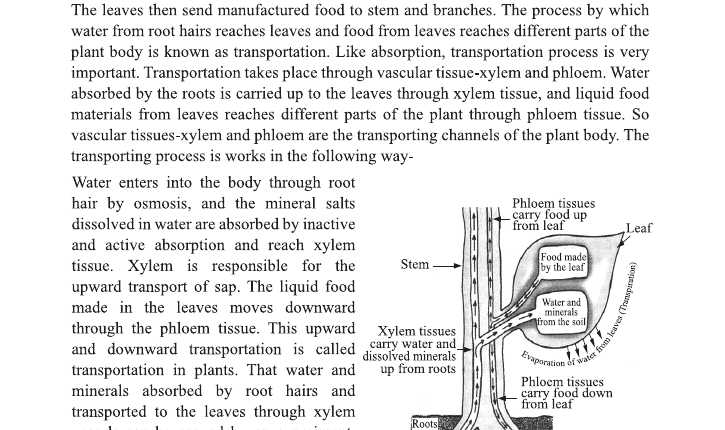 The leaves then send manufactured food to stem and branches. The process by which
water from root hairs reaches leaves and food from leaves reaches different parts of the
plant body is known as transportation. Like absorption, transportation process is very
important. Transportation takes place through vascular tissue-xylem and phloem. Water
absorbed by the roots is carried up to the leaves through xylem tissue, and liquid food
materials from leaves reaches different parts of the plant through phloem tissue. So
vascular tissues-xylem and phloem are the transporting channels of the plant body. The
transporting process is works in the following way-
Water enters into the body through root
hair by osmosis, and the mineral salts
dissolved in water are absorbed by inactive
and active absorption and reach xylem
tissue. Xylem is responsible for the
upward transport of sap. The liquid food
made in the leaves moves downward
through the phloem tissue. This upward
and downward transportation is called
transportation in plants. That water and
minerals absorbed by root hairs and
transported to the leaves through xylem
Phloem tissues
carry food up
from leaf
Leaf
Stem
Food made
by the leaf
Water and
minerals
from the soil
Xylem tissues
carry water and
dissolved minerals
up from roots
Evaporation of water from leaves (Transpiration)
Phloem tissues
carry food down
from leaf
Roots